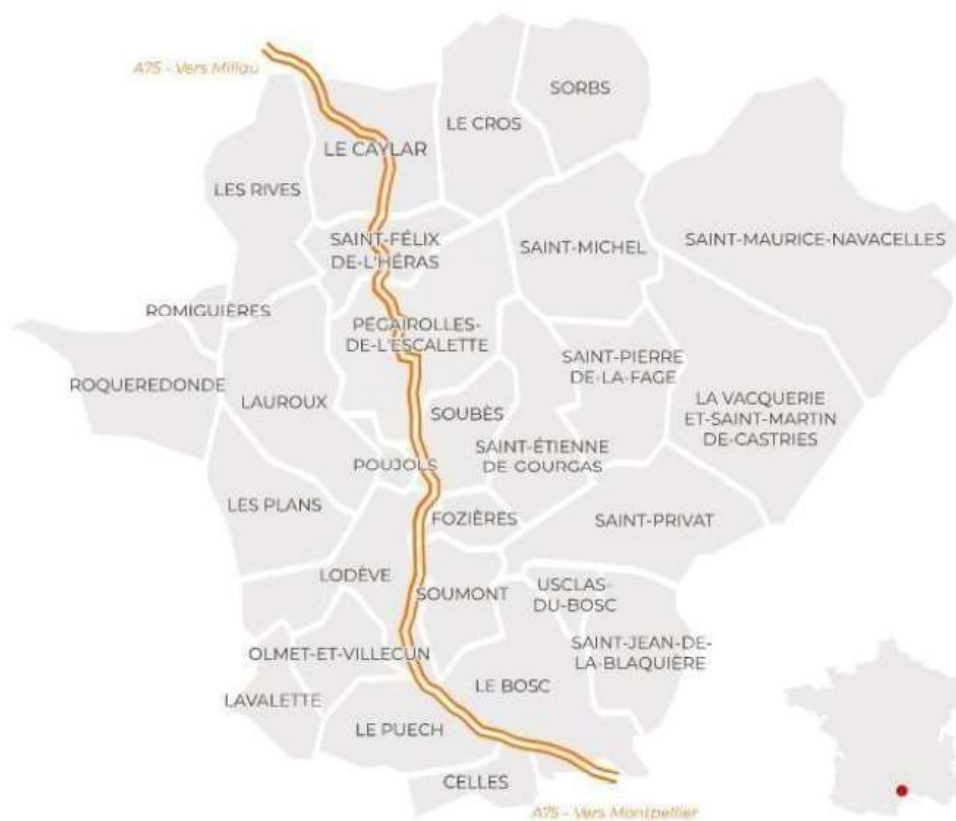 A75 - Vers Millau
SORBS
LE CROS
LE CAYLAR
LES RIVES
SAINT-FÉLIX
DE-L'HÉRAS
SAINT-MICHEL
SAINT-MAURICE-NAVACELLES
ROMIGUIÈRES
PÉGAIROLLES-
DE-L'ESCALETTE
ROQUEREDONDE
SAINT-PIERRE
DE-LA-FAGE
LAUROUX
SOUBÈS
LA VACQUERIE
ET-SAINT-MARTIN
DE-CASTRIES
SAINT-ÉTIENNE
DE-GOURGAS
POUJOLS
LES PLANS
FOZIÈRES
SAINT-PRIVAT
LODÈVE
SOUMONT
USCLAS-
DU-BOSC
OLMET-ET-VILLECUN
SAINT-JEAN-DE-
LA-BLAQUIÈRE
LAVALETTE
LE BOSC
LE PUECH
CELLES
A75 - Vers Montpellier